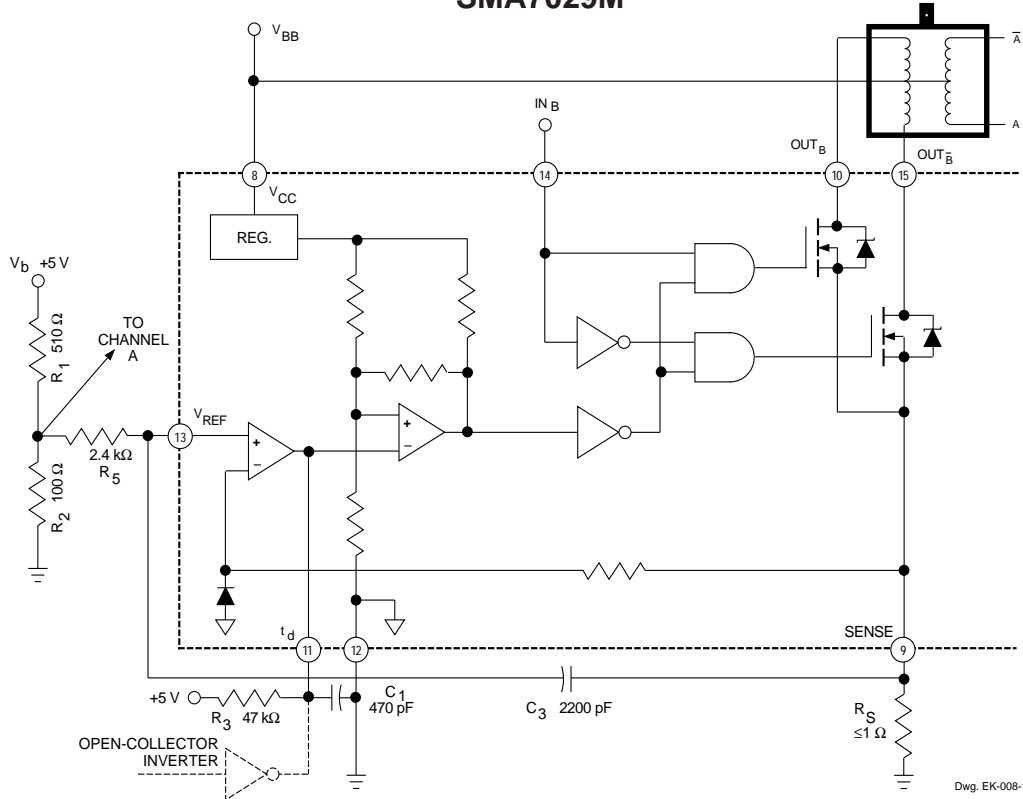 SMA7029M
V BB
A̅
IN B
A
OUT B
OUT B̅
8
14
10
15
V CC
REG.
V b +5 V
R 1 510 Ω
TO
CHANNEL
A
V REF
13
+
−
+
−
2.4 kΩ
R 5
R 2 100 Ω
t d
SENSE
11
12
9
+5 V
R 3 47 kΩ
C 1
470 pF
C 3 2200 pF
R S
≤1 Ω
OPEN-COLLECTOR
INVERTER
Dwg. EK-008-